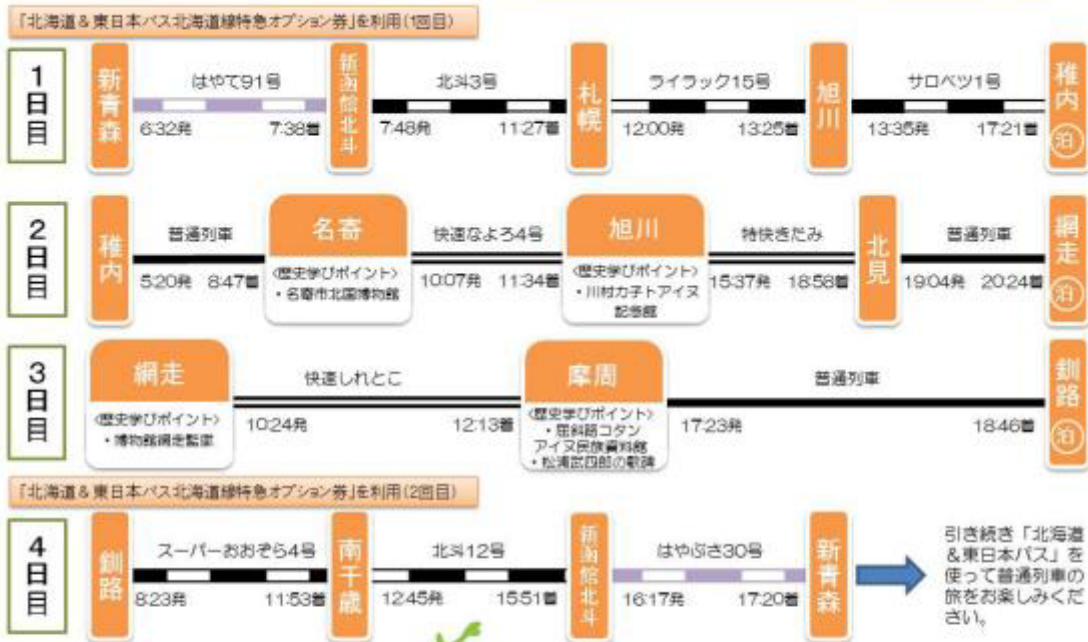 「北海道&東日本パス北海道線特急オプション券」を利用(1回目)
1日目
新青森
はやて91号
6:32発 7:38着
新函館北斗
北斗3号
7:48発 11:27着
札幌
ライラック15号
12:00発 13:25着
旭川
サロベツ1号
13:35発 17:21着
稚内
泊
2日目
稚内
普通列車
5:20発 8:47着
名寄
<歴史学びポイント>
・名寄市北国博物館
快速なよろ4号
10:07発 11:34着
旭川
<歴史学びポイント>
・川村カ子トアイヌ
記念館
特快きたみ
15:37発 18:58着
北見
普通列車
19:04発 20:24着
網走
泊
3日目
網走
<歴史学びポイント>
・博物館網走監獄
快速しれとこ
10:24発 12:13着
摩周
<歴史学びポイント>
・屈斜路コタン
アイヌ民族資料館
・松浦武四郎の歌碑
普通列車
17:23発 18:46着
釧路
泊
「北海道&東日本パス北海道線特急オプション券」を利用(2回目)
4日目
釧路
スーパーおおぞら4号
8:23発 11:53着
南千歳
北斗12号
12:45発 15:51着
新函館北斗
はやぶさ30号
16:17発 17:20着
新青森
引き続き「北海道
&東日本パス」を
使って普通列車の
旅をお楽しみくだ
さい。